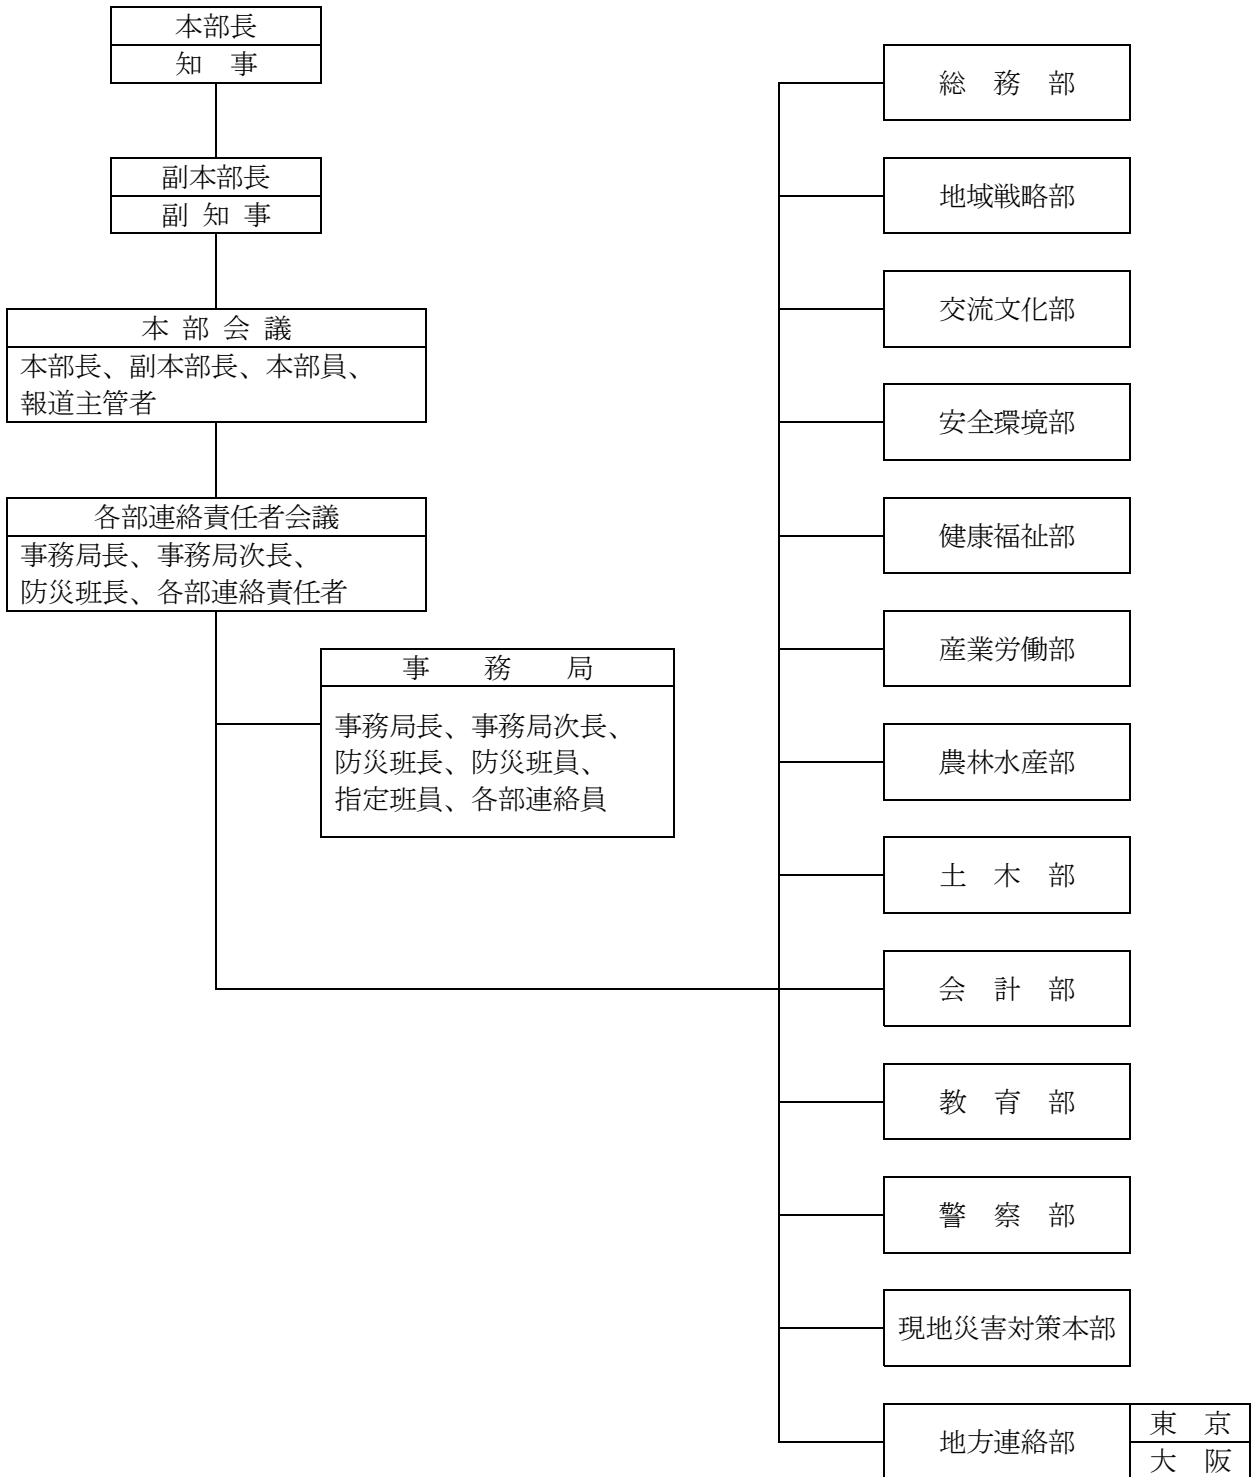 本部長
知　事
副本部長
副 知 事
本 部 会 議
本部長、副本部長、本部員、
報道主管者
各部連絡責任者会議
事務局長、事務局次長、
防災班長、各部連絡責任者
事　　務　　局
事務局長、事務局次長、
防災班長、防災班員、
指定班員、各部連絡員
総　務　部
地域戦略部
交流文化部
安全環境部
健康福祉部
産業労働部
農林水産部
土　木　部
会　計　部
教　育　部
警　察　部
現地災害対策本部
地方連絡部
東　京
大　阪